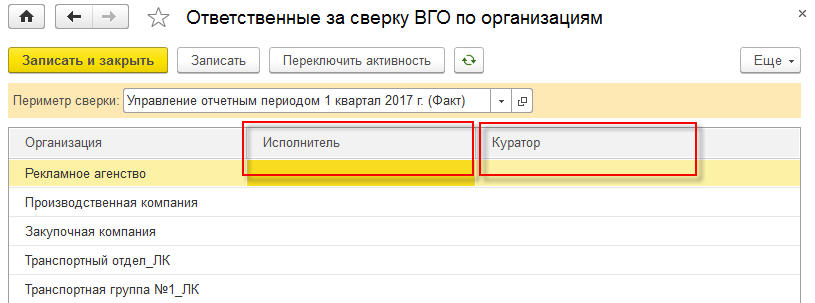 Ответственные за сверку ВГО по организациям
Записать и закрыть Записать Переключить активность Еще
Периметр сверки: Управление отчетным периодом 1 квартал 2017 г. (Факт)
Организация Исполнитель Куратор
Рекламное агенство
Производственная компания
Закупочная компания
Транспортный отдел_ЛК
Транспортная группа №1_ЛК